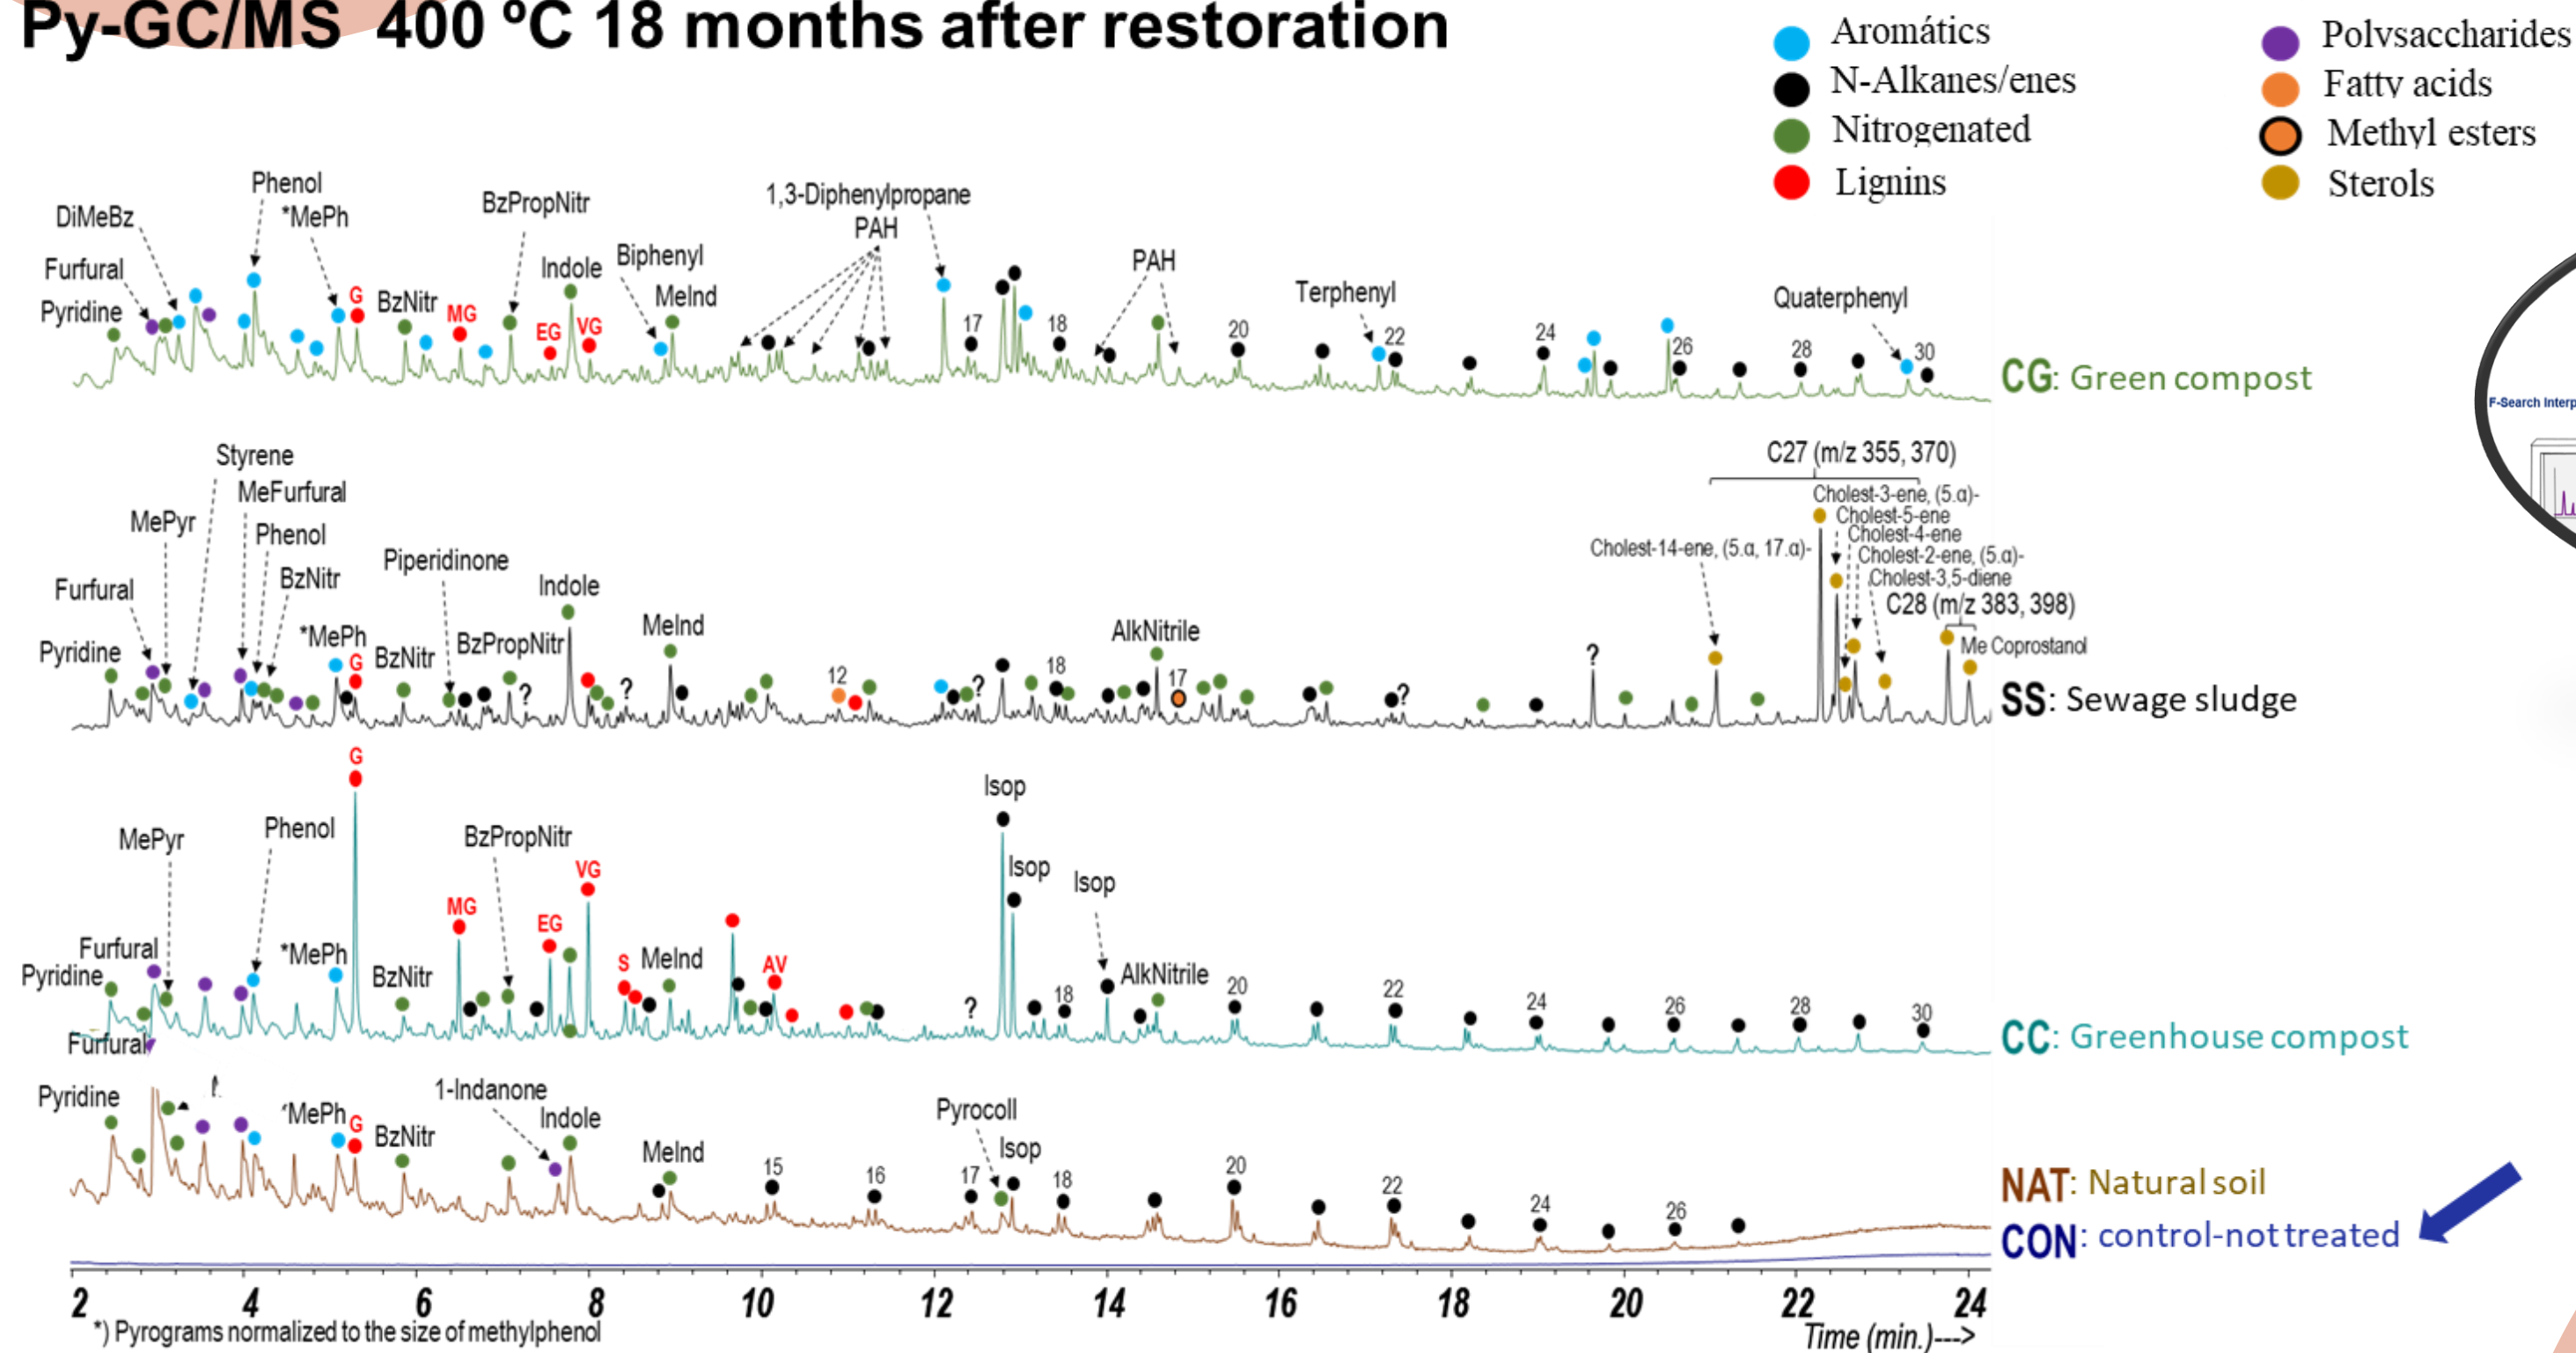 Py-GC/MS 400 ºC 18 months after restoration
Aromátics
N-Alkanes/enes
Nitrogenated
Lignins
Polysaccharides
Fatty acids
Methyl esters
Sterols
F-Search Interp
Phenol
*MePh
DiMeBz
Furfural
Pyridine
G
BzNitr
MG
BzPropNitr
EG
VG
Indole
Biphenyl
MeInd
1,3-Diphenylpropane
PAH
17
18
PAH
20
Terphenyl
22
24
26
28
Quaterphenyl
30
CG: Green compost
Styrene
MeFurfural
MePyr
Phenol
BzNitr
Furfural
Pyridine
*MePh
G
BzNitr
Piperidinone
BzPropNitr
?
Indole
?
MeInd
12
?
18
AlkNitrile
17
?
?
C27 (m/z 355, 370)
Cholest-3-ene, (5.α)-
Cholest-5-ene
Cholest-4-ene
Cholest-14-ene, (5.α, 17.α)-
Cholest-2-ene, (5.α)-
Cholest-3,5-diene
C28 (m/z 383, 398)
Me Coprostanol
SS: Sewage sludge
G
MePyr
Phenol
BzPropNitr
Furfural
Pyridine
*MePh
BzNitr
MG
EG
VG
S
MeInd
AV
Isop
Isop
Isop
?
18
AlkNitrile
20
22
24
26
28
30
CC: Greenhouse compost
Furfural
Pyridine
*MePh
G
BzNitr
1-Indanone
Indole
MeInd
15
16
17
Pyrocoll
Isop
18
20
22
24
26
NAT: Natural soil
CON: control-not treated
2 4 6 8 10 12 14 16 18 20 22 24
*) Pyrograms normalized to the size of methylphenol
Time (min.)--->